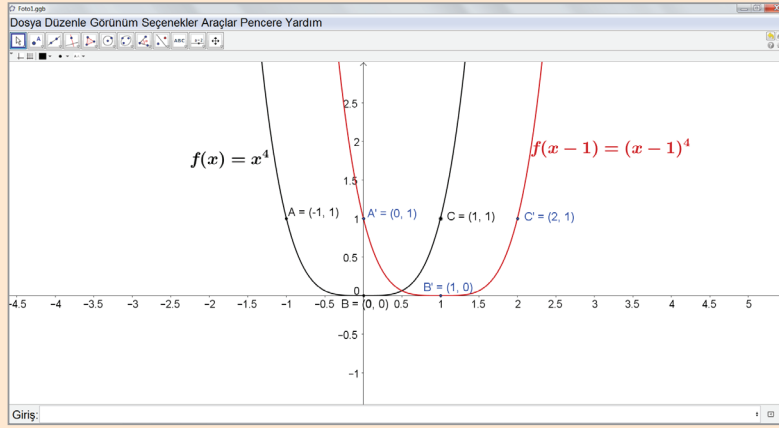 Foto1.ggb
Dosya Düzenle Görünüm Seçenekler Araçlar Pencere Yardım
ABC
a=2
2.5
2
f(x − 1) = (x − 1)⁴
f(x) = x⁴
1.5
A = (-1, 1)
1
A' = (0, 1)
C = (1, 1)
C' = (2, 1)
0.5
0
B' = (1, 0)
−4.5 −4 −3.5 −3 −2.5 −2 −1.5 −1 −0.5 B = (0, 0) 0.5 1 1.5 2 2.5 3 3.5 4 4.5 5
−0.5
−1
Giriş: